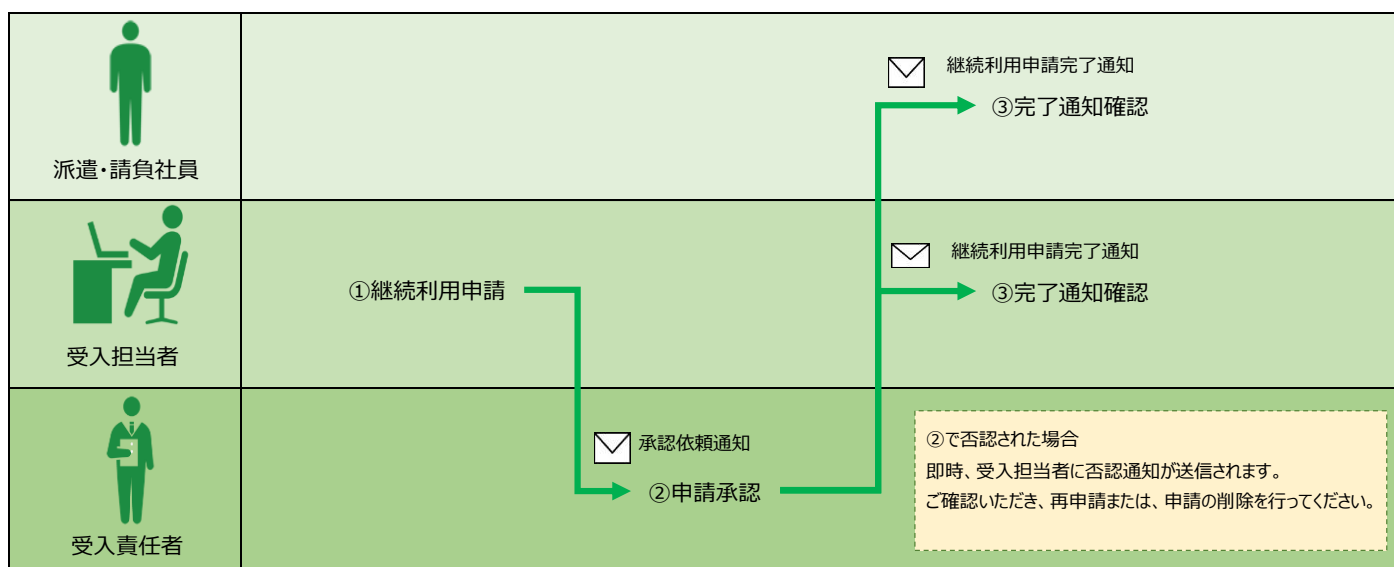 継続利用申請完了通知
③完了通知確認
派遣・請負社員
継続利用申請完了通知
①継続利用申請
③完了通知確認
受入担当者
承認依頼通知
②申請承認
②で否認された場合
即時、受入担当者に否認通知が送信されます。
ご確認いただき、再申請または、申請の削除を行ってください。
受入責任者